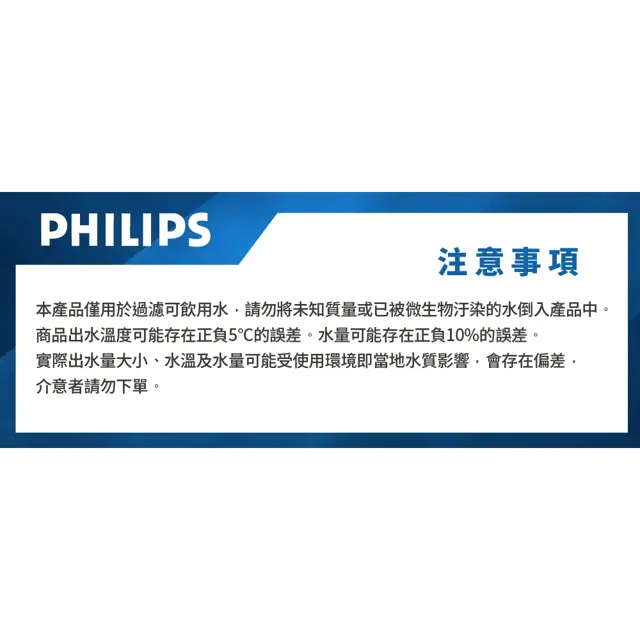 PHILIPS
注意事項
本產品僅用於過濾可飲用水，請勿將未知質量或已被微生物汙染的水倒入產品中。
商品出水溫度可能存在正負5℃的誤差。水量可能存在正負10%的誤差。
實際出水量大小、水溫及水量可能受使用環境即當地水質影響，會存在偏差，
介意者請勿下單。